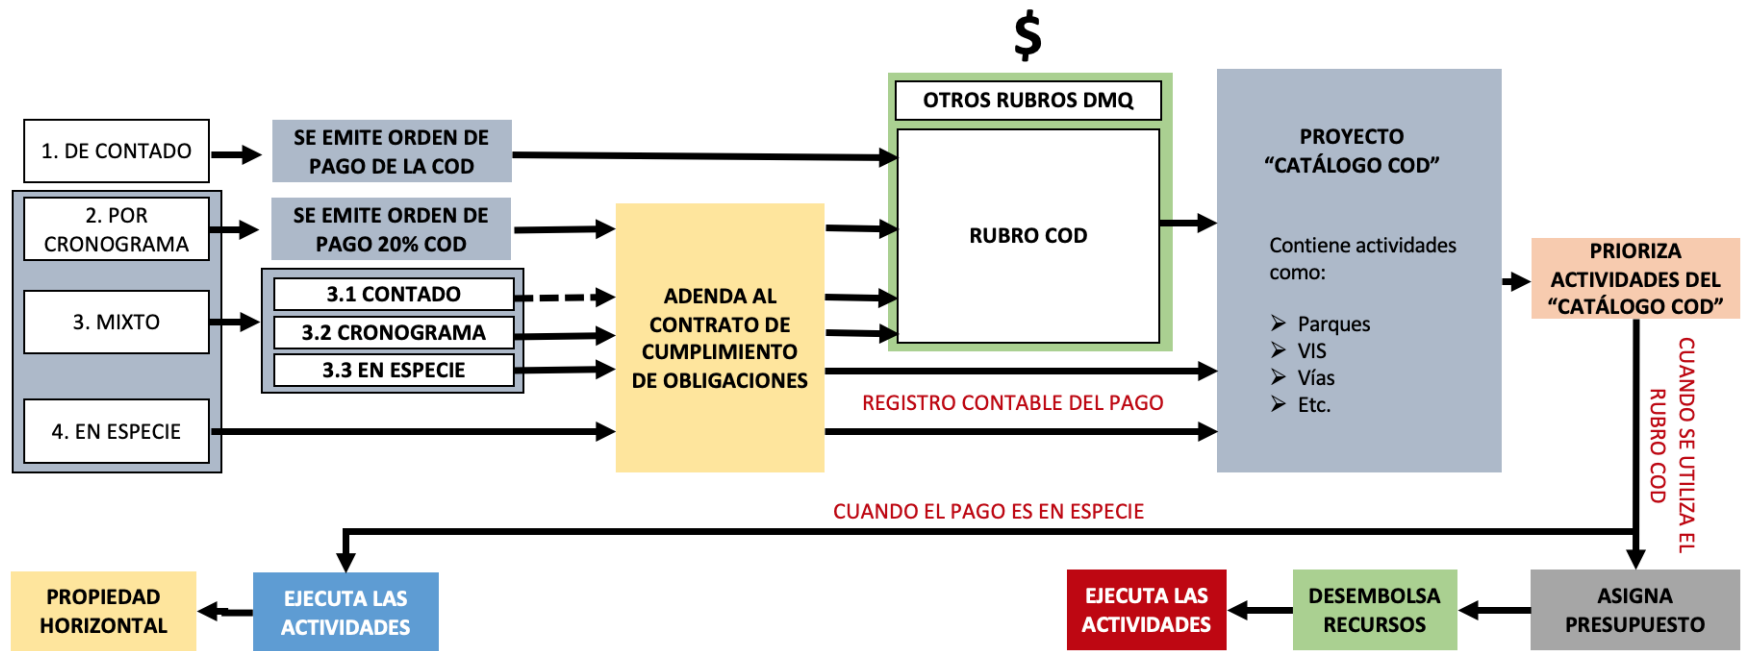 $
OTROS RUBROS DMQ
1. DE CONTADO
SE EMITE ORDEN DE
PAGO DE LA COD
2. POR
CRONOGRAMA
SE EMITE ORDEN DE
PAGO 20% COD
3. MIXTO
3.1 CONTADO
3.2 CRONOGRAMA
3.3 EN ESPECIE
4. EN ESPECIE
ADENDA AL
CONTRATO DE
CUMPLIMIENTO
DE OBLIGACIONES
RUBRO COD
REGISTRO CONTABLE DEL PAGO
PROYECTO
“CATÁLOGO COD”
Contiene actividades
como:
➢ Parques
➢ VIS
➢ Vías
➢ Etc.
PRIORIZA
ACTIVIDADES DEL
“CATÁLOGO COD”
CUANDO SE UTILIZA EL
RUBRO COD
CUANDO EL PAGO ES EN ESPECIE
PROPIEDAD
HORIZONTAL
EJECUTA LAS
ACTIVIDADES
EJECUTA LAS
ACTIVIDADES
DESEMBOLSA
RECURSOS
ASIGNA
PRESUPUESTO